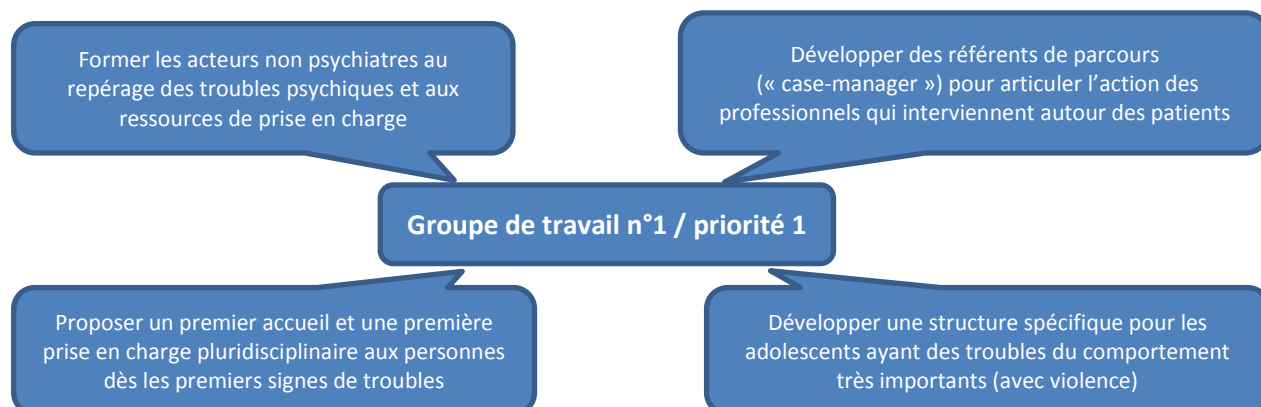 Former les acteurs non psychiatres au
repérage des troubles psychiques et aux
ressources de prise en charge
Développer des référents de parcours
(« case-manager ») pour articuler l’action des
professionnels qui interviennent autour des patients
Groupe de travail n°1 / priorité 1
Proposer un premier accueil et une première
prise en charge pluridisciplinaire aux personnes
dès les premiers signes de troubles
Développer une structure spécifique pour les
adolescents ayant des troubles du comportement
très importants (avec violence)